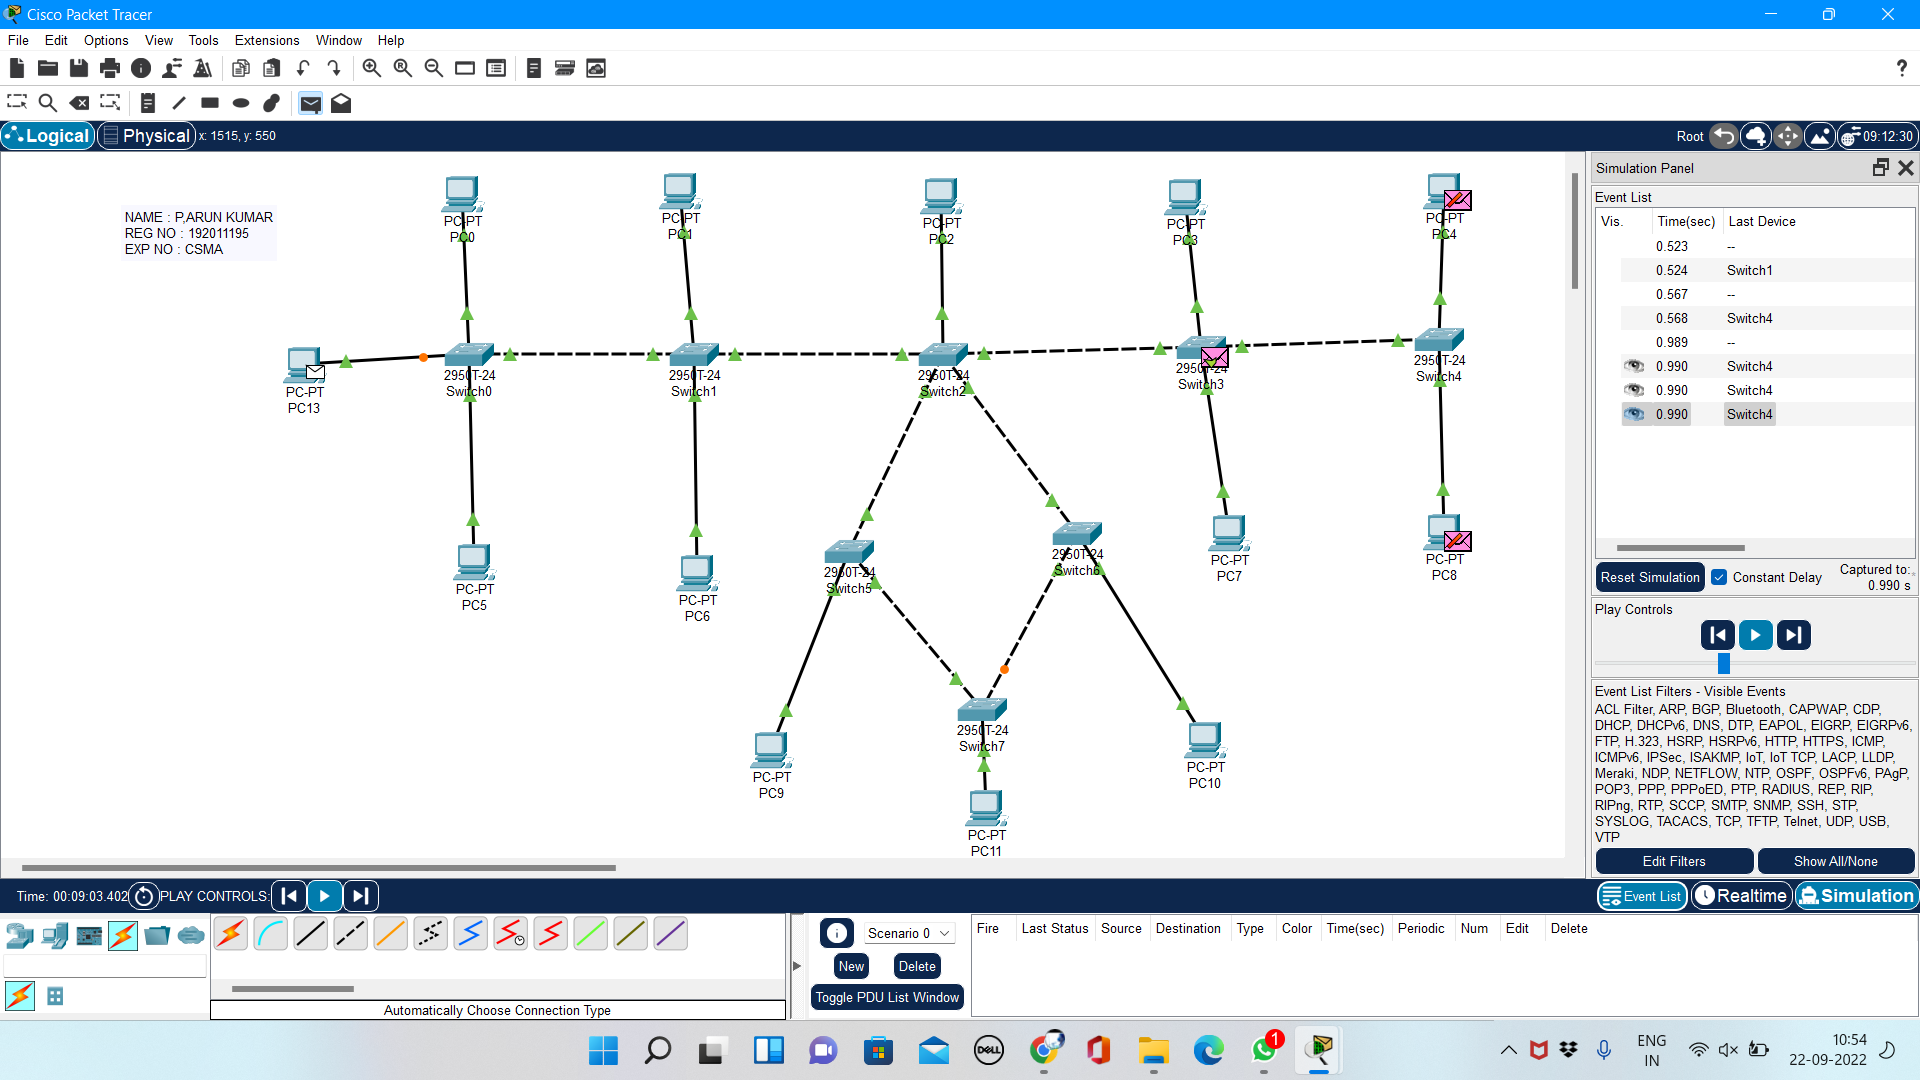 Cisco Packet Tracer
File Edit Options View Tools Extensions Window Help
?
Logical Physical x: 1515, y: 550 Root 09:12:30
NAME : P,ARUN KUMAR
REG NO : 192011195
EXP NO : CSMA
PC-PT
PC0
PC-PT
PC1
PC-PT
PC2
PC-PT
PC3
PC-PT
PC4
PC-PT
PC13
2950T-24
Switch0
2950T-24
Switch1
2950T-24
Switch2
2950T-24
Switch3
2950T-24
Switch4
PC-PT
PC5
PC-PT
PC6
2950T-24
Switch5
2950T-24
Switch6
PC-PT
PC7
PC-PT
PC8
PC-PT
PC9
2950T-24
Switch7
PC-PT
PC10
PC-PT
PC11
Simulation Panel
Event List
Vis. Time(sec) Last Device
0.523 --
0.524 Switch1
0.567 --
0.568 Switch4
0.989 --
0.990 Switch4
0.990 Switch4
0.990 Switch4
Reset Simulation Constant Delay Captured to:
0.990 s
Play Controls
Event List Filters - Visible Events
ACL Filter, ARP, BGP, Bluetooth, CAPWAP, CDP,
DHCP, DHCPv6, DNS, DTP, EAPOL, EIGRP, EIGRPv6,
FTP, H.323, HSRP, HSRPv6, HTTP, HTTPS, ICMP,
ICMPv6, IPSec, ISAKMP, IoT, IoT TCP, LACP, LLDP,
Meraki, NDP, NETFLOW, NTP, OSPF, OSPFv6, PAgP,
POP3, PPP, PPPoED, PTP, RADIUS, REP, RIP,
RIPng, RTP, SCCP, SMTP, SNMP, SSH, STP,
SYSLOG, TACACS, TCP, TFTP, Telnet, UDP, USB,
VTP
Edit Filters Show All/None
Time: 00:09:03.402 PLAY CONTROLS: Event List Realtime Simulation
Scenario 0
New Delete
Toggle PDU List Window
Fire Last Status Source Destination Type Color Time(sec) Periodic Num Edit Delete
Automatically Choose Connection Type
DELL
1
ENG
IN
10:54
22-09-2022